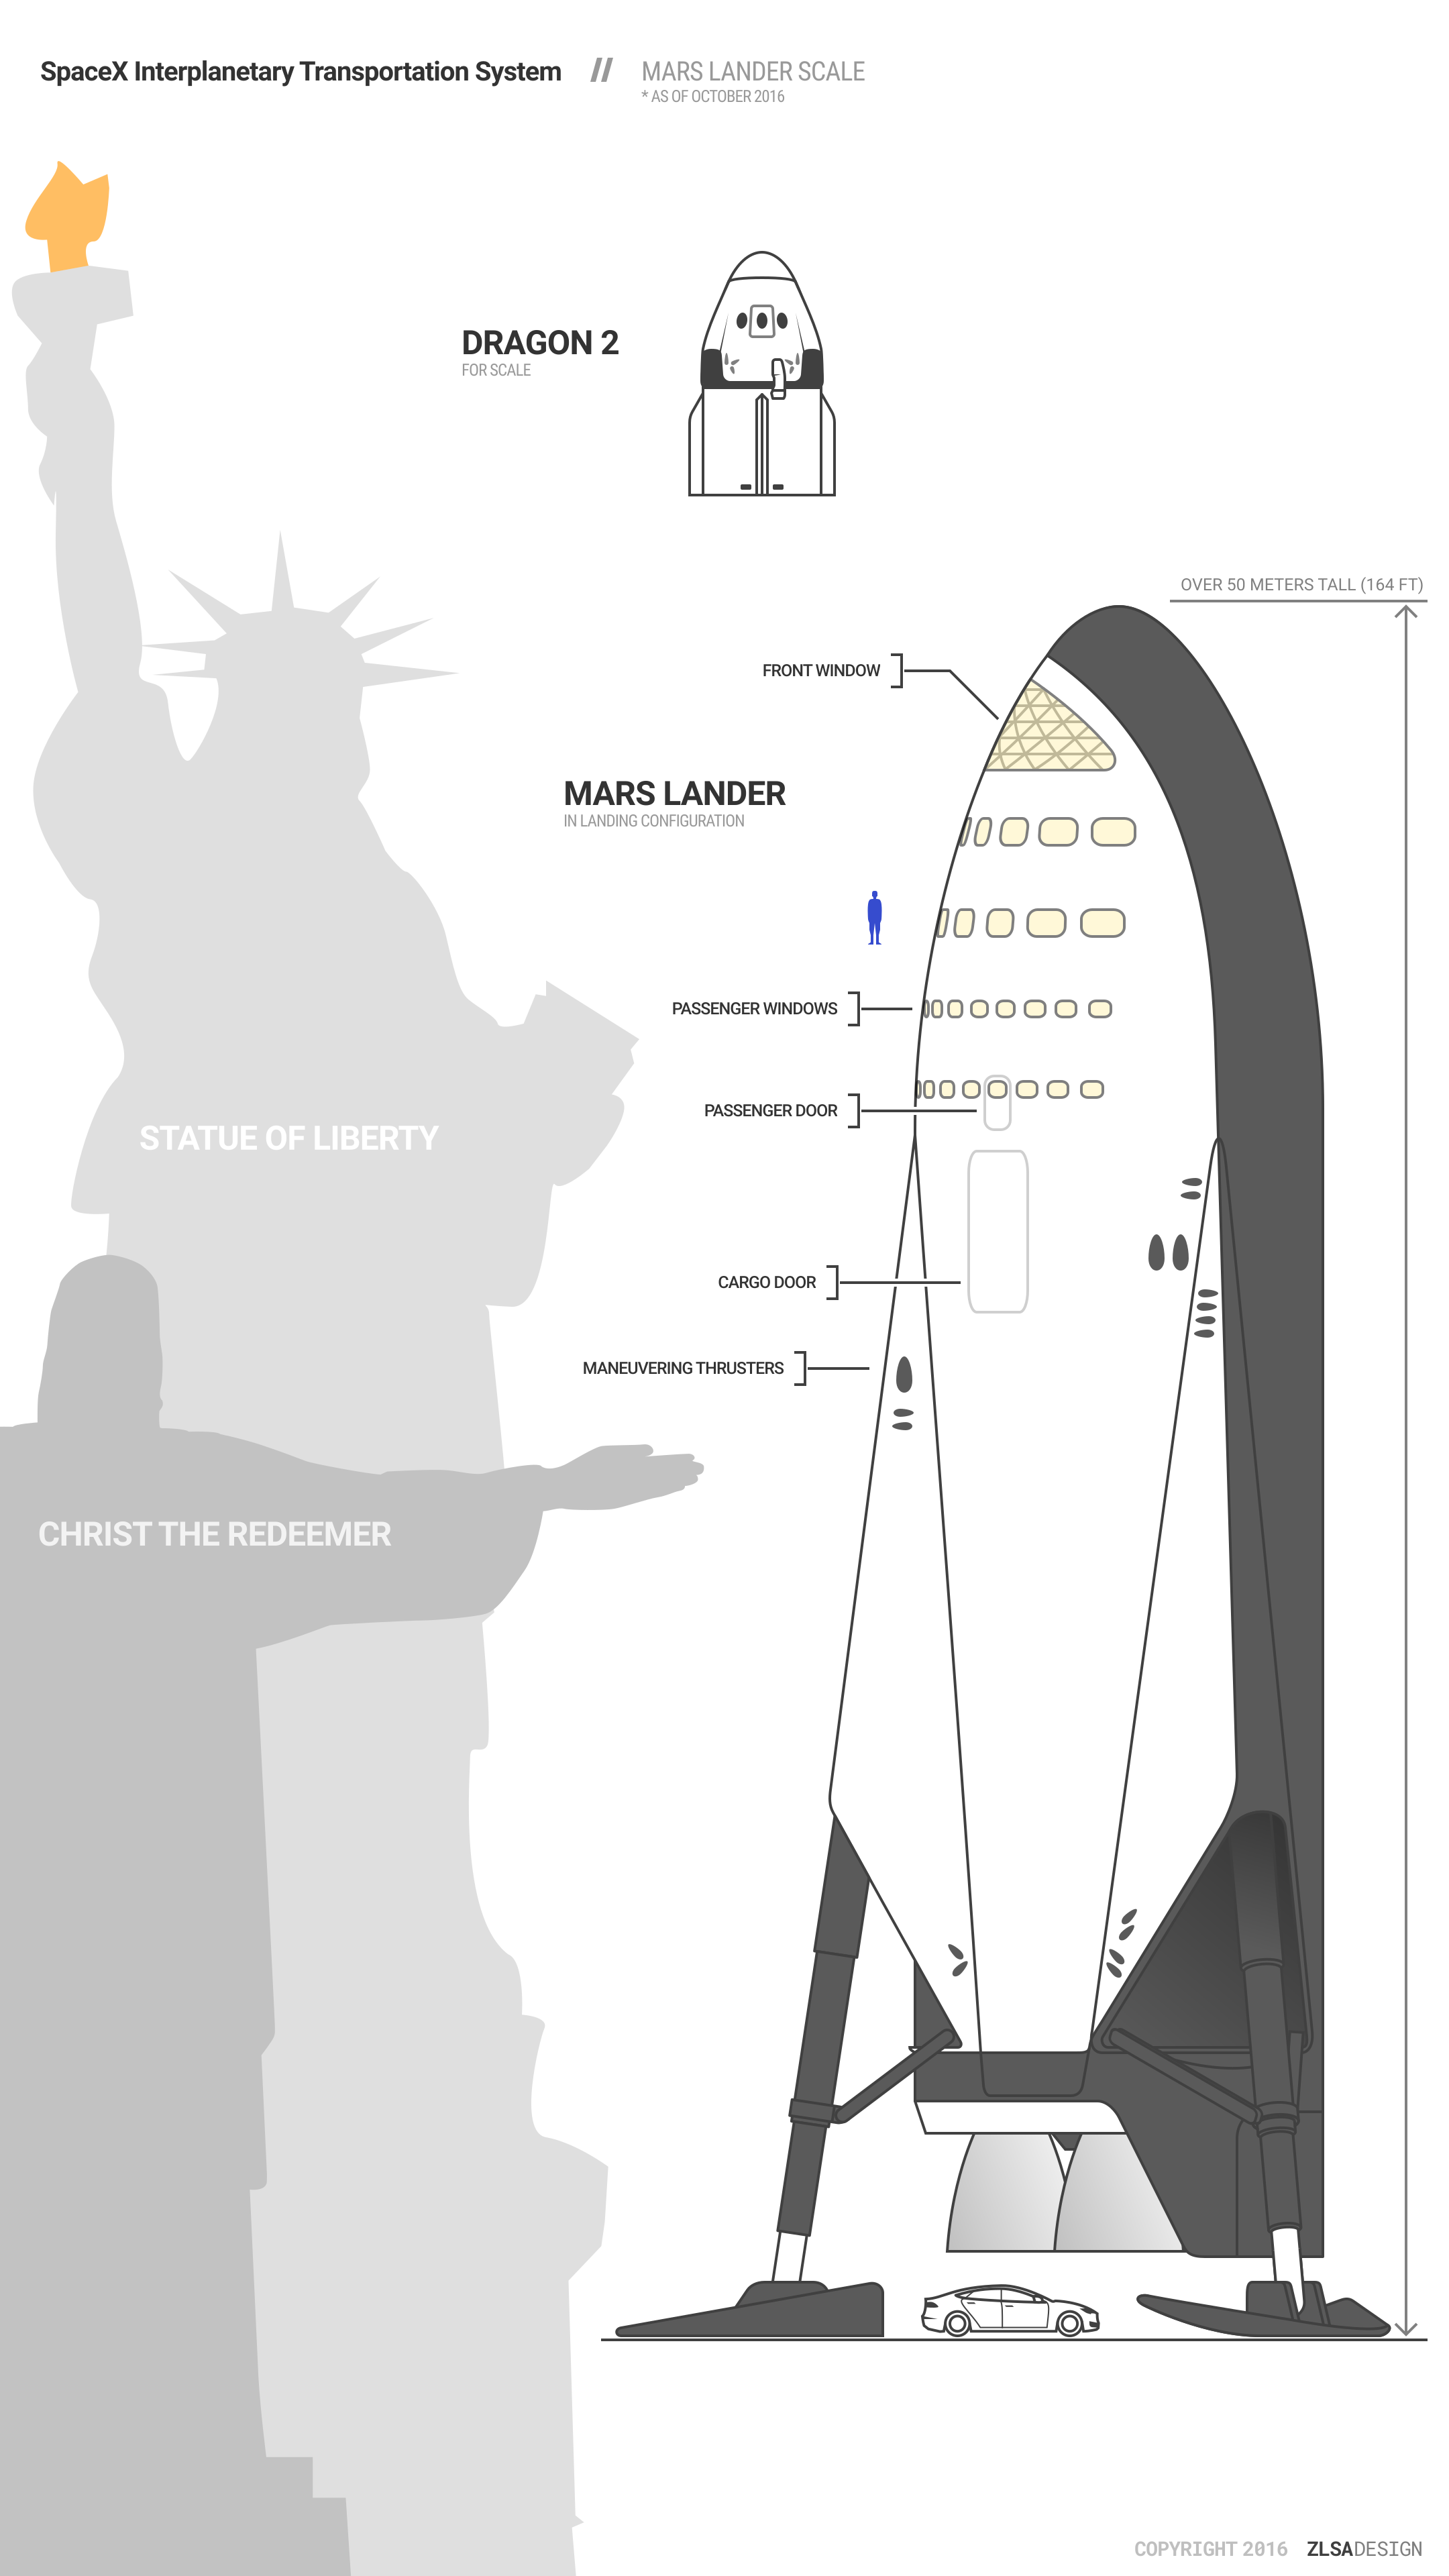 SpaceX Interplanetary Transportation System // MARS LANDER SCALE
* AS OF OCTOBER 2016
DRAGON 2
FOR SCALE
OVER 50 METERS TALL (164 FT)
FRONT WINDOW
MARS LANDER
IN LANDING CONFIGURATION
PASSENGER WINDOWS
PASSENGER DOOR
STATUE OF LIBERTY
CARGO DOOR
MANEUVERING THRUSTERS
CHRIST THE REDEEMER
COPYRIGHT 2016 ZLSADESIGN